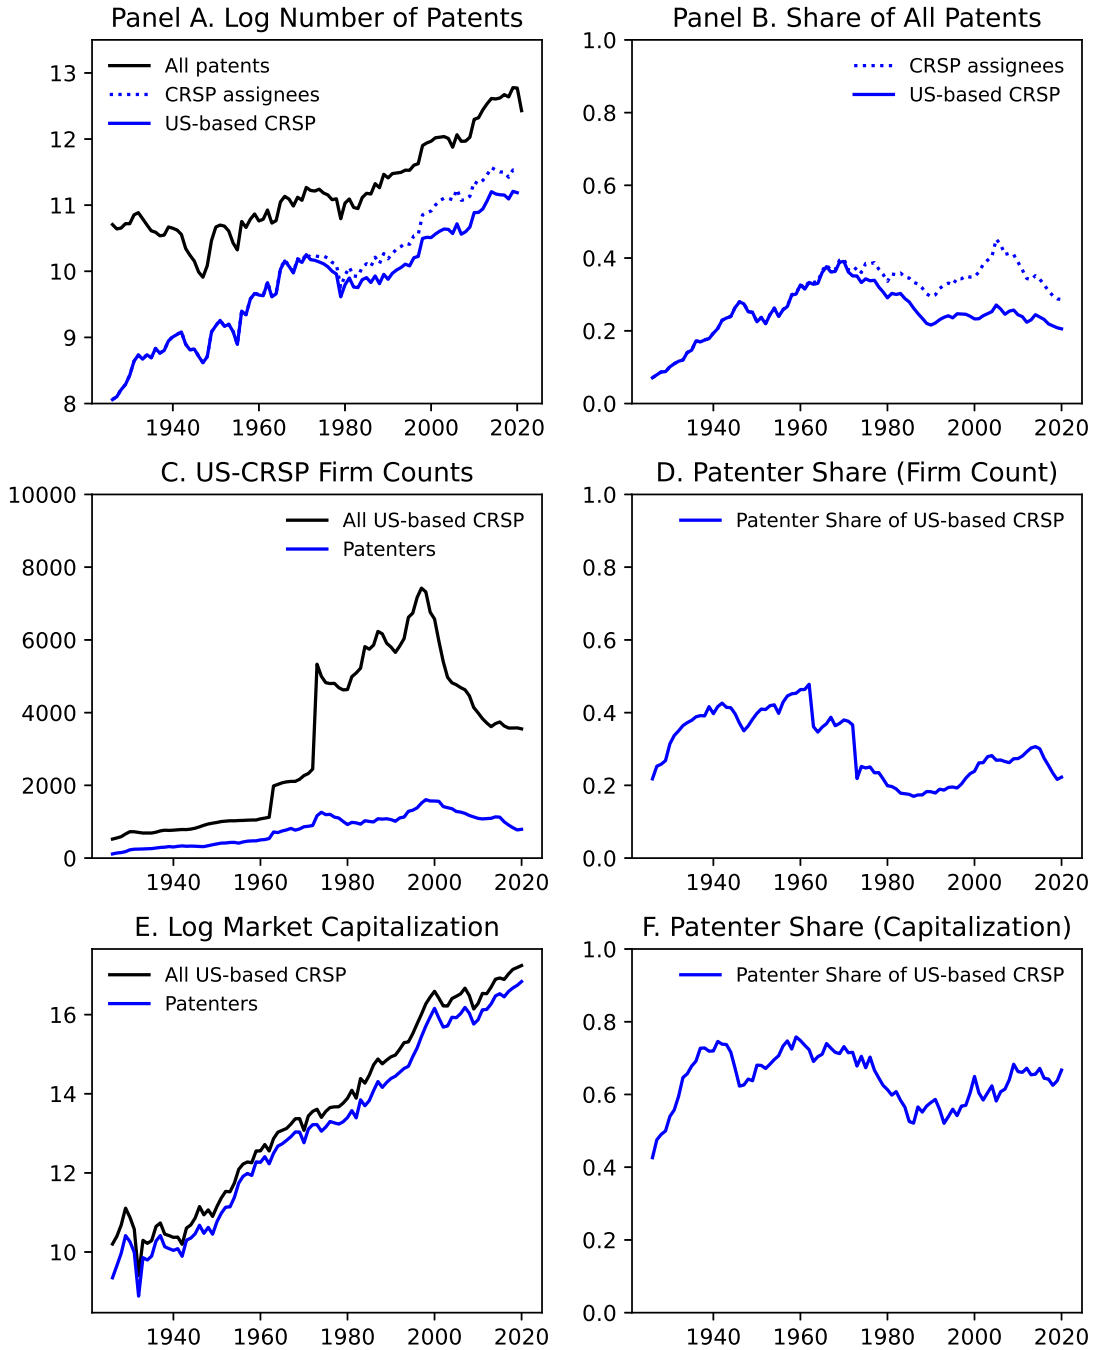 Panel A. Log Number of Patents
All patents
CRSP assignees
US-based CRSP
13
12
11
10
9
8
1940 1960 1980 2000 2020
Panel B. Share of All Patents
CRSP assignees
US-based CRSP
1.0
0.8
0.6
0.4
0.2
0.0
1940 1960 1980 2000 2020
C. US-CRSP Firm Counts
All US-based CRSP
Patenters
10000
8000
6000
4000
2000
0
1940 1960 1980 2000 2020
D. Patenter Share (Firm Count)
Patenter Share of US-based CRSP
1.0
0.8
0.6
0.4
0.2
0.0
1940 1960 1980 2000 2020
E. Log Market Capitalization
All US-based CRSP
Patenters
16
14
12
10
1940 1960 1980 2000 2020
F. Patenter Share (Capitalization)
Patenter Share of US-based CRSP
1.0
0.8
0.6
0.4
0.2
0.0
1940 1960 1980 2000 2020